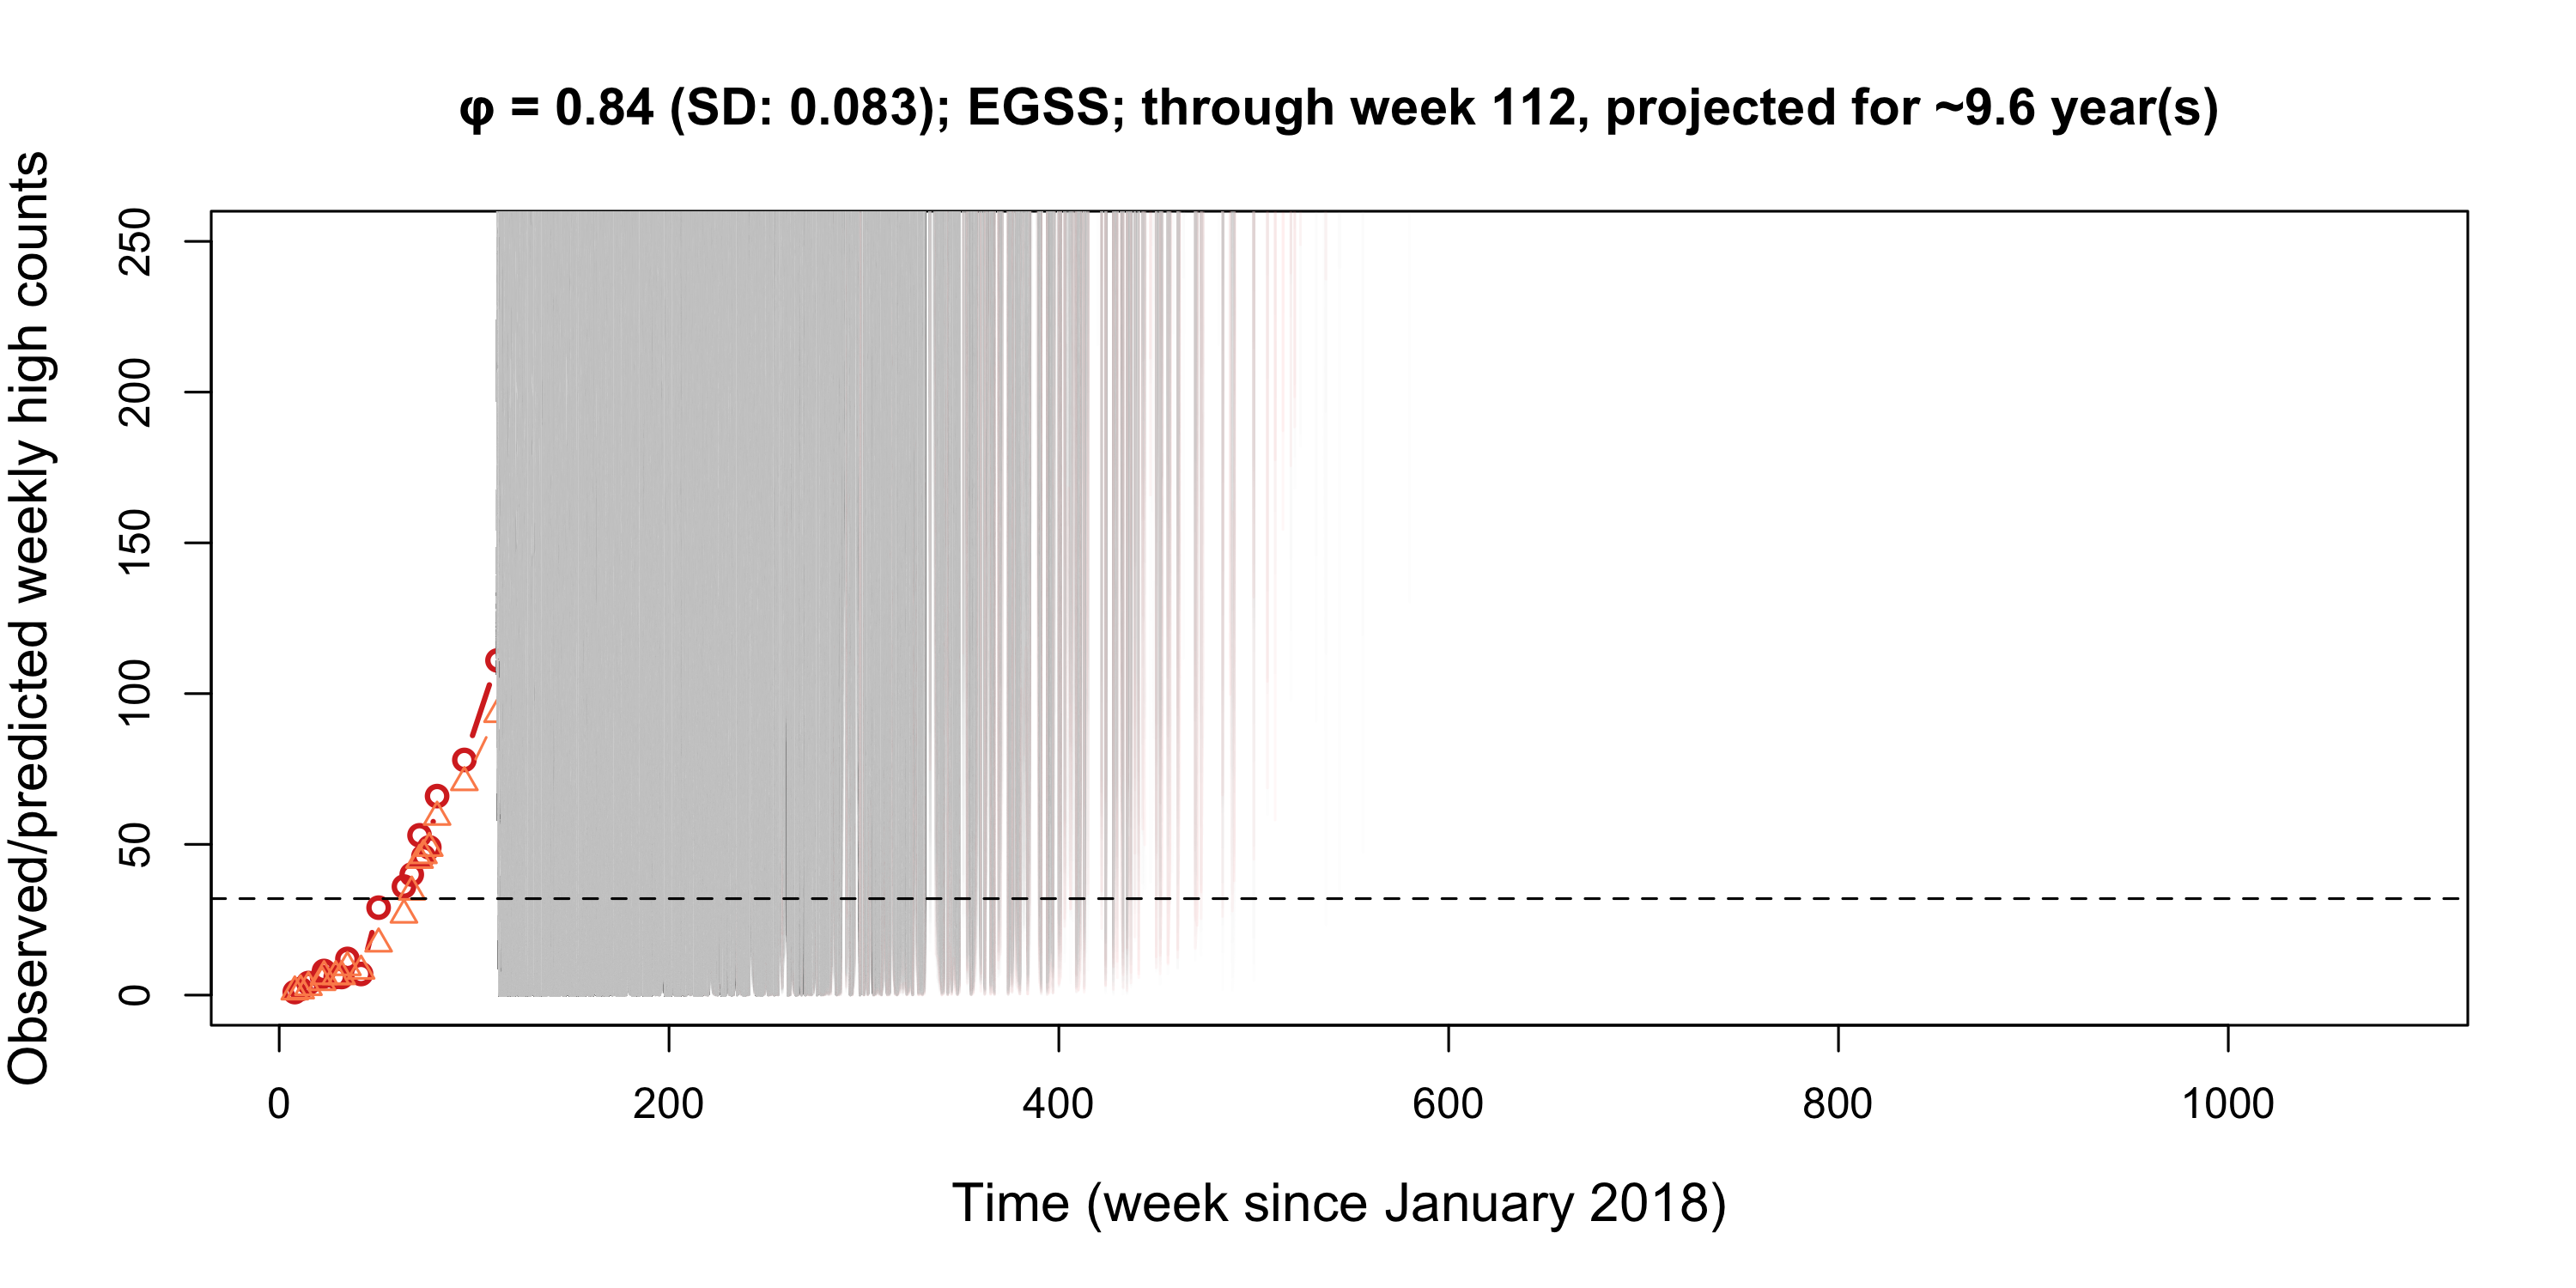 φ = 0.84 (SD: 0.083); EGSS; through week 112, projected for ~9.6 year(s)
Observed/predicted weekly high counts
250
200
150
100
50
0
0 200 400 600 800 1000
Time (week since January 2018)